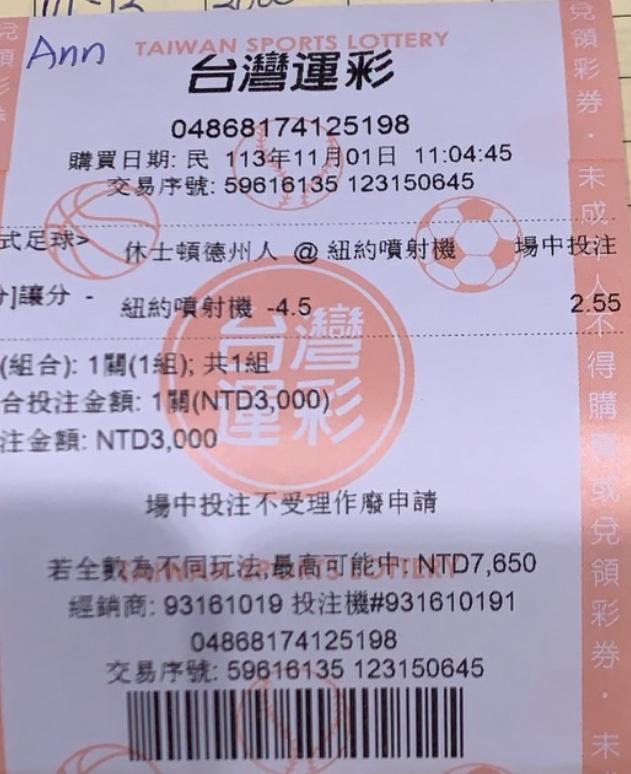 Ann
TAIWAN SPORTS LOTTERY
台灣運彩
04868174125198
購買日期: 民 113年11月01日 11:04:45
交易序號: 59616135 123150645
式足球> 休士頓德州人 @ 紐約噴射機 場中投注
分]讓分 - 紐約噴射機 -4.5 2.55
台灣運彩
(組合): 1關(1組); 共1組
合投注金額: 1關(NTD3,000)
注金額: NTD3,000
場中投注不受理作廢申請
若全數為不同玩法,最高可能中: NTD7,650
TAIWAN SPORTS LOTTERY
經銷商: 93161019 投注機#931610191
04868174125198
交易序號: 59616135 123150645
兌領彩券・未成年人不得購買或兌領彩券・未